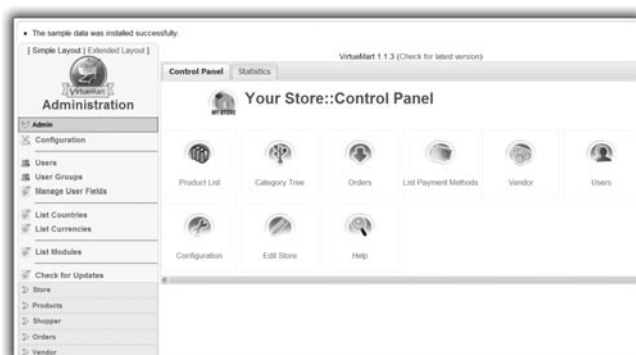 The sample data was installed successfully.
[ Simple Layout | Extended Layout ]
VirtueMart
Administration
Admin
Configuration
Users
User Groups
Manage User Fields
List Countries
List Currencies
List Modules
Check for Updates
Store
Products
Shopper
Orders
Vendor
VirtueMart 1.1.3 (Check for latest version)
Control Panel Statistics
MY STORE
Your Store::Control Panel
Product List Category Tree Orders List Payment Methods Vendor Users
Configuration Edit Store Help